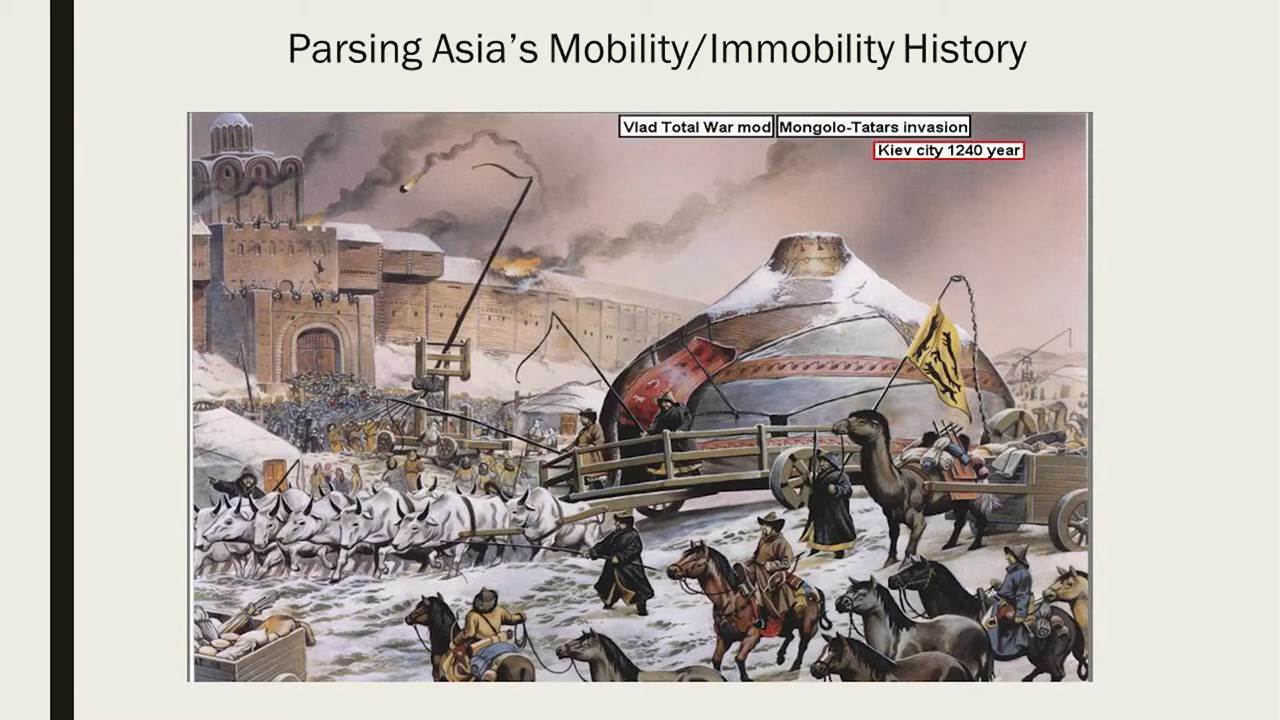 Parsing Asia’s Mobility/Immobility History
Vlad Total War mod Mongolo-Tatars invasion
Kiev city 1240 year